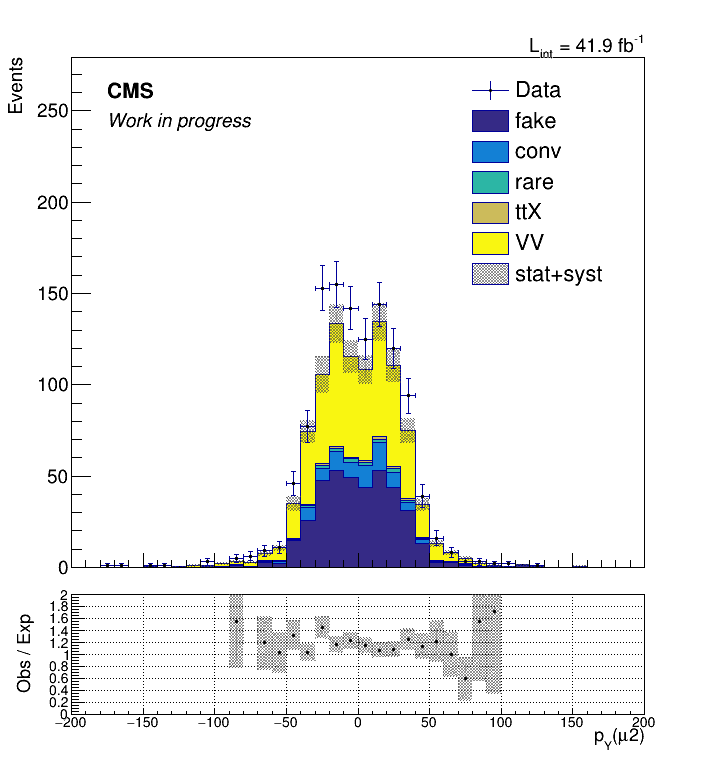 L_int = 41.9 fb^-1
Events
CMS
Work in progress
Data
fake
conv
rare
ttX
VV
stat+syst
250
200
150
100
50
0
Obs / Exp
2
1.8
1.6
1.4
1.2
1
0.8
0.6
0.4
0.2
0
−200 −150 −100 −50 0 50 100 150 200
p_Y(μ2)